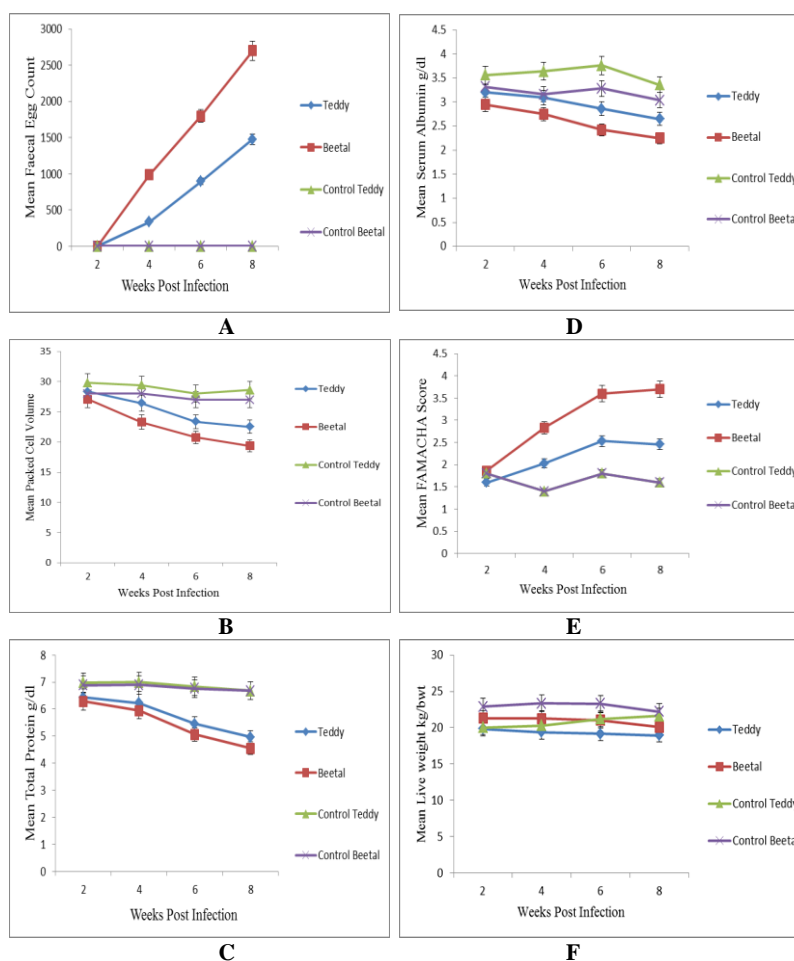 Mean Faecal Egg Count
3000
2500
2000
1500
1000
500
0
2 4 6 8
Weeks Post Infection
Teddy
Beetal
Control Teddy
Control Beetal
A
Mean Serum Albumin g/dl
4.5
4
3.5
3
2.5
2
1.5
1
0.5
0
2 4 6 8
Weeks Post Infection
Teddy
Beetal
Control Teddy
Control Beetal
D
Mean Packed Cell Volume
35
30
25
20
15
10
5
0
2 4 6 8
Weeks Post Infection
Teddy
Beetal
Control Teddy
Control Beetal
B
Mean FAMACHA Score
4.5
4
3.5
3
2.5
2
1.5
1
0.5
0
2 4 6 8
Weeks Post Infection
Teddy
Beetal
Control Teddy
Control Beetal
E
Mean Total Protein g/dl
8
7
6
5
4
3
2
1
0
2 4 6 8
Weeks Post Infection
Teddy
Beetal
Control Teddy
Control Beetal
C
Mean Live weight kg/bwt
30
25
20
15
10
5
0
2 4 6 8
Weeks Post Infection
Teddy
Beetal
Control Teddy
Control Beetal
F